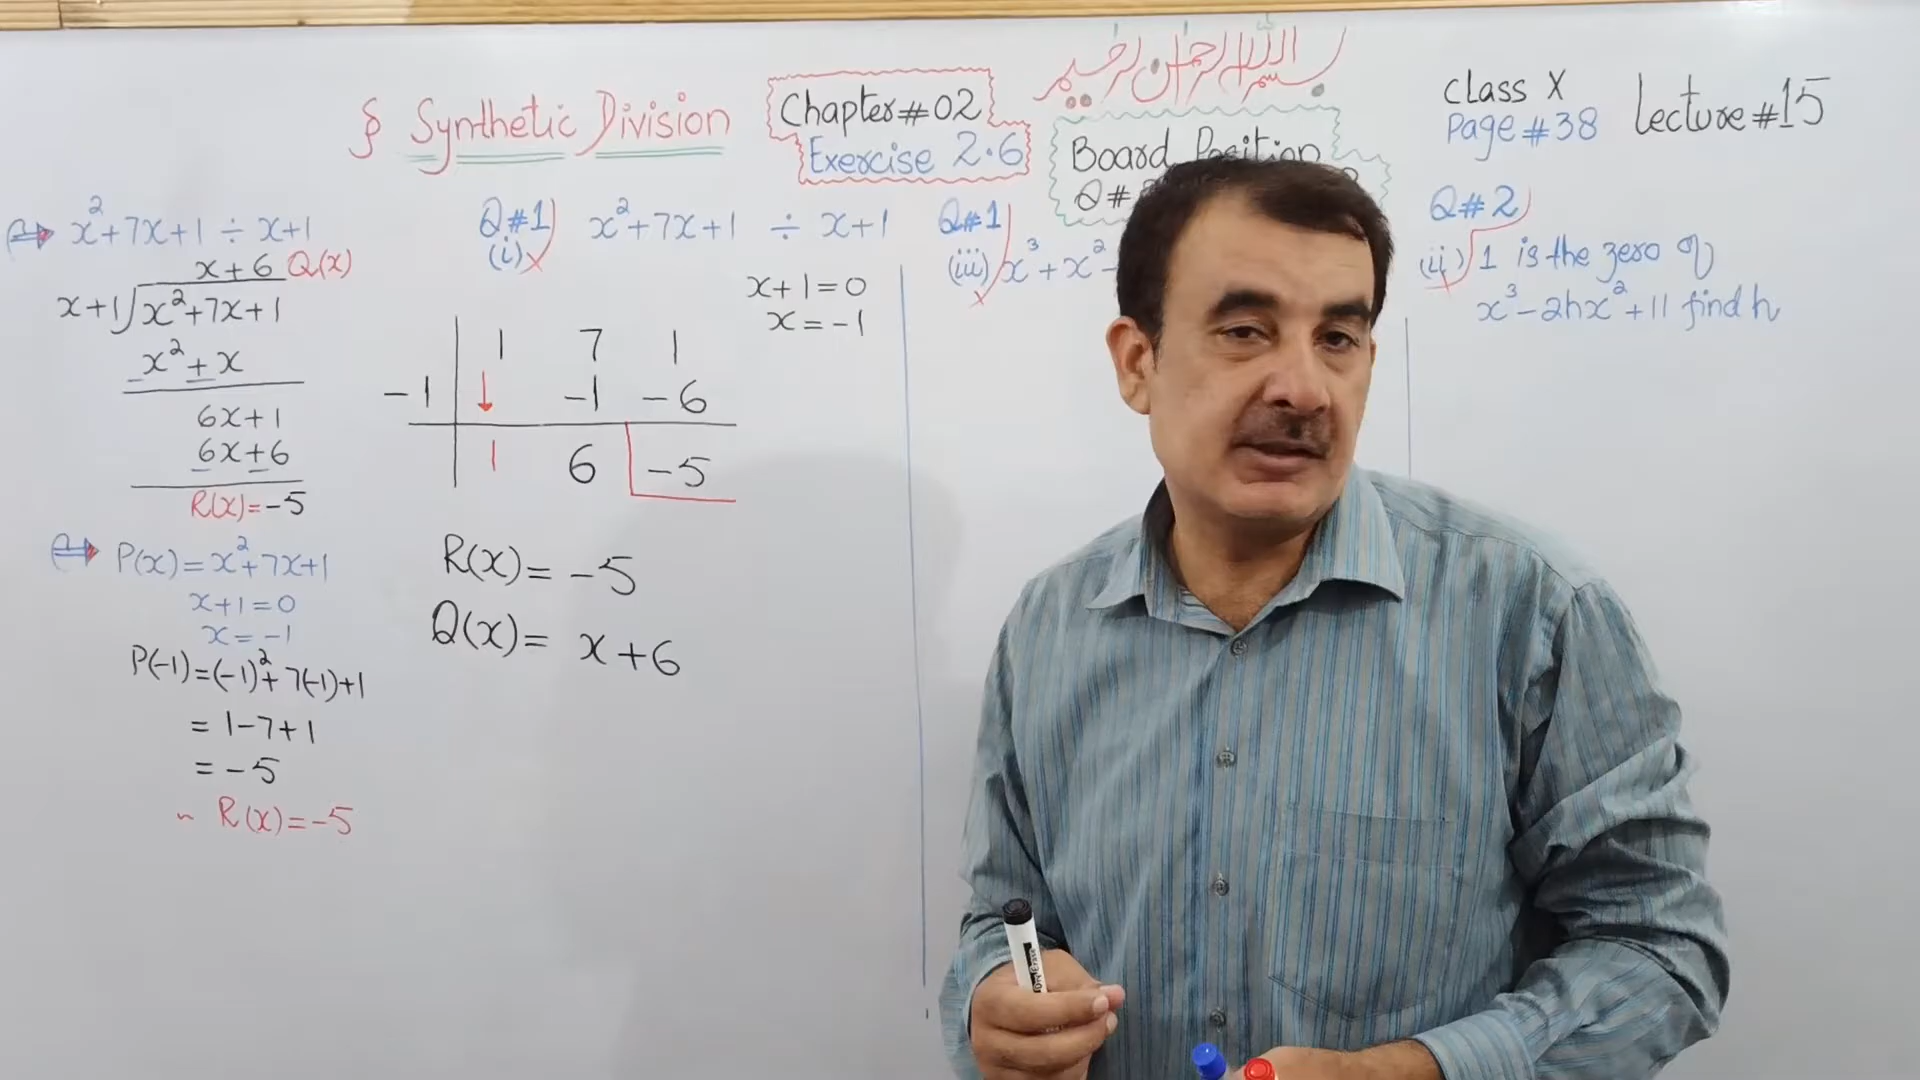 بسم الله الرحمن الرحيم
§ Synthetic Division
Chapter#02
Exercise 2.6
Board Position
Q#
Class X
Page#38
Lecture#15
x²+7x+1 ÷ x+1
x+6 Q(x)
x+1 x²+7x+1
x²+x
6x+1
6x+6
R(x)=-5
P(x)=x²+7x+1
x+1=0
x=-1
P(-1)=(-1)²+7(-1)+1
=1-7+1
=-5
R(x)=-5
Q#1
(i) x²+7x+1 ÷ x+1
x+1=0
x=-1
1 7 1
-1 ↓ -1 -6
1 6 -5
R(x)=-5
Q(x)= x+6
Q#1
(iii) x³+x²-
Q#2
(ii) 1 is the zero of
x³-2hx²+11 find h